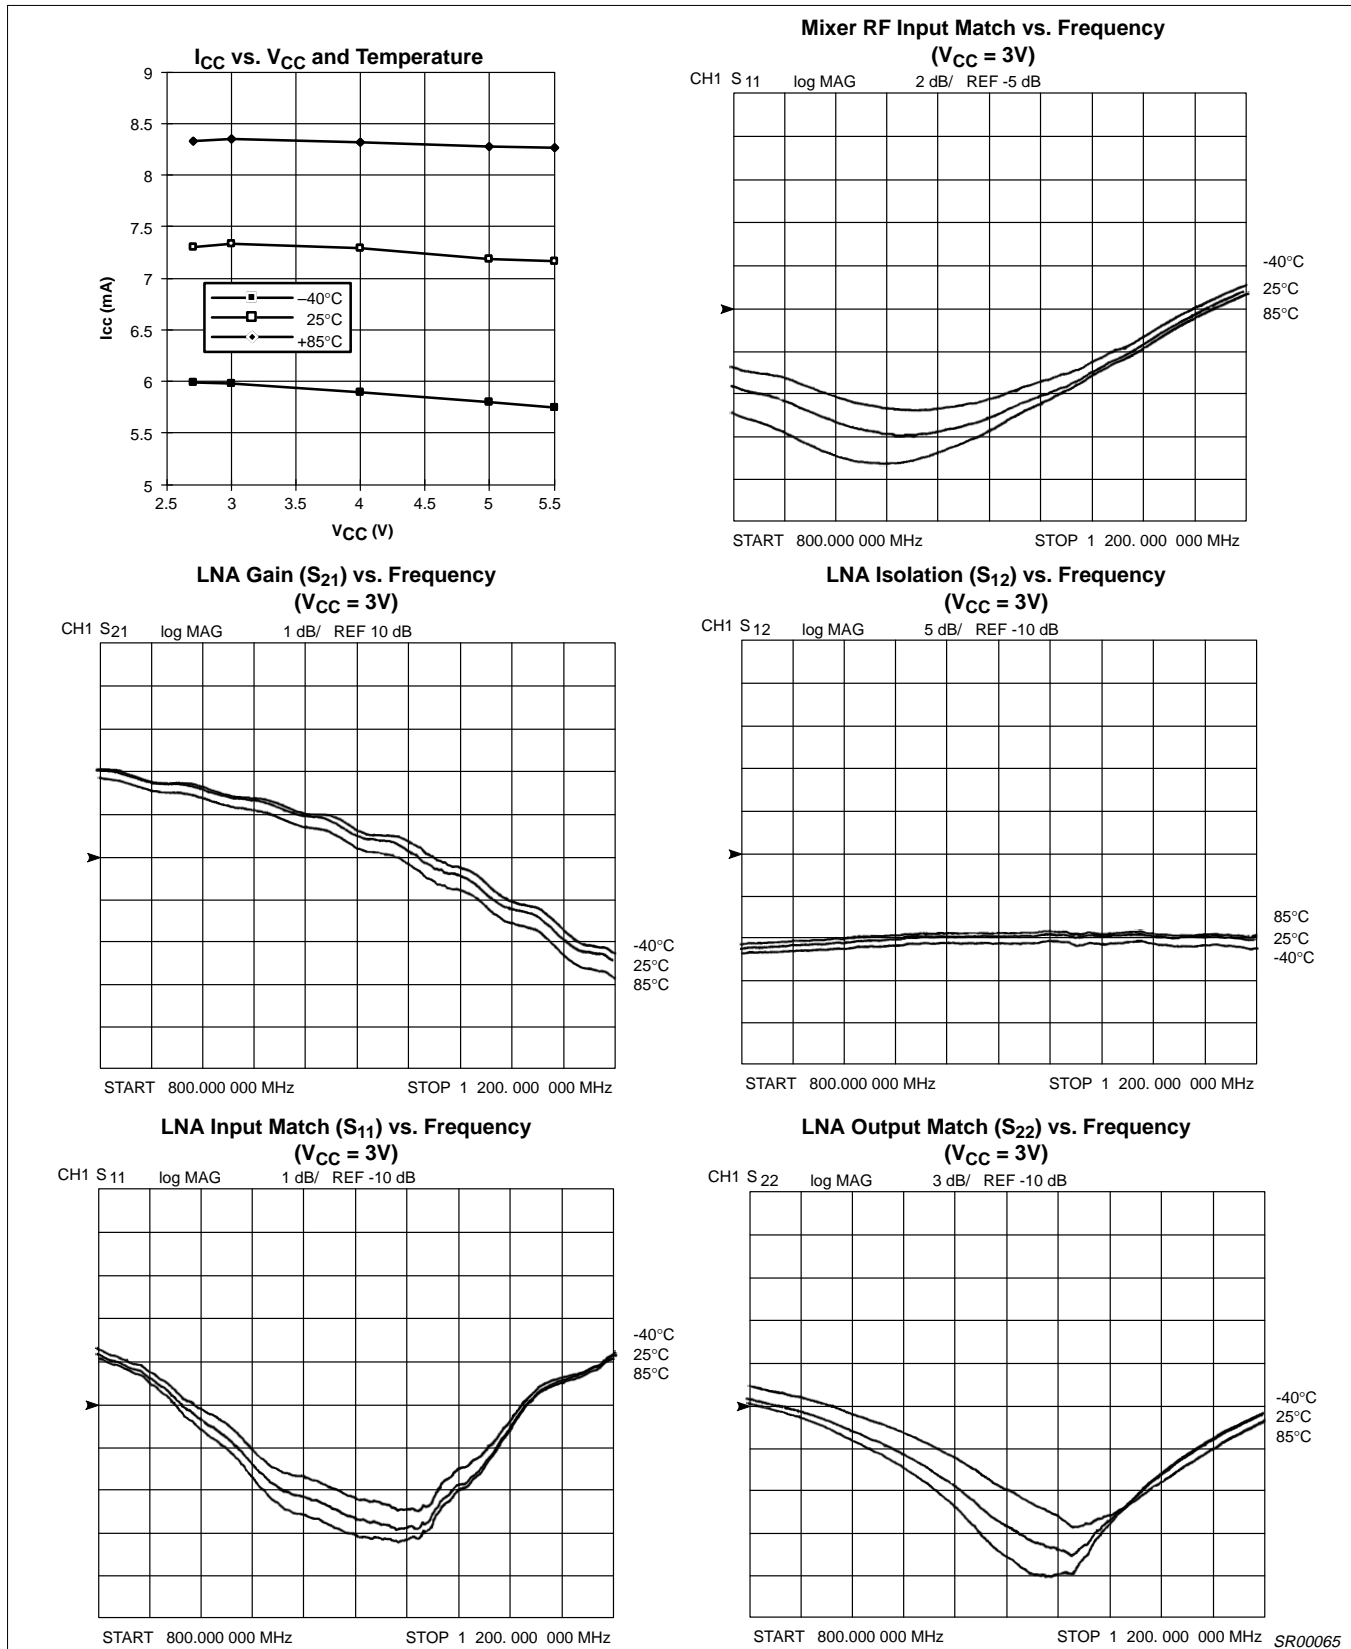 ICC vs. VCC and Temperature
9
8.5
8
7.5
7
6.5
6
5.5
5
Icc (mA)
–40°C
25°C
+85°C
2.5 3 3.5 4 4.5 5 5.5
VCC (V)
Mixer RF Input Match vs. Frequency
(VCC = 3V)
CH1 S11 log MAG 2 dB/ REF -5 dB
-40°C
25°C
85°C
START 800.000 000 MHz STOP 1 200. 000 000 MHz
LNA Gain (S21) vs. Frequency
(VCC = 3V)
CH1 S21 log MAG 1 dB/ REF 10 dB
-40°C
25°C
85°C
START 800.000 000 MHz STOP 1 200. 000 000 MHz
LNA Isolation (S12) vs. Frequency
(VCC = 3V)
CH1 S12 log MAG 5 dB/ REF -10 dB
85°C
25°C
-40°C
START 800.000 000 MHz STOP 1 200. 000 000 MHz
LNA Input Match (S11) vs. Frequency
(VCC = 3V)
CH1 S11 log MAG 1 dB/ REF -10 dB
-40°C
25°C
85°C
START 800.000 000 MHz STOP 1 200. 000 000 MHz
LNA Output Match (S22) vs. Frequency
(VCC = 3V)
CH1 S22 log MAG 3 dB/ REF -10 dB
-40°C
25°C
85°C
START 800.000 000 MHz STOP 1 200. 000 000 MHz
SR00065